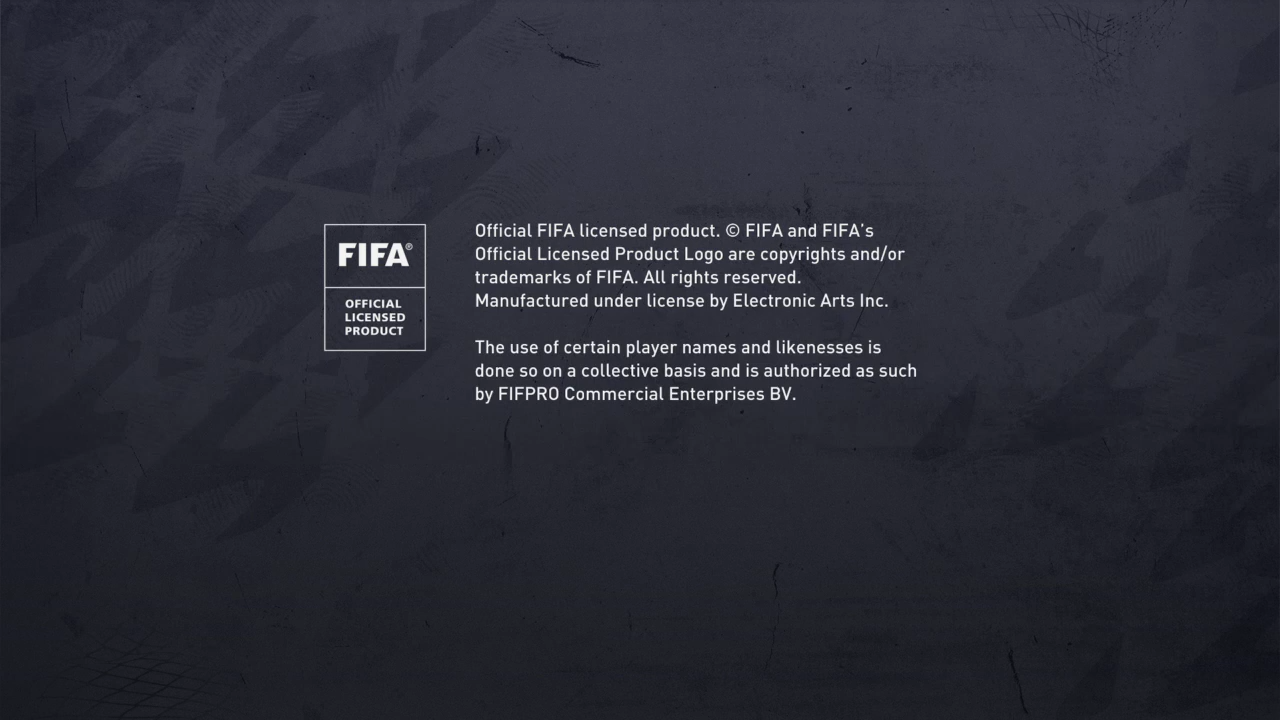 FIFA®
OFFICIAL
LICENSED
PRODUCT
Official FIFA licensed product. © FIFA and FIFA's
Official Licensed Product Logo are copyrights and/or
trademarks of FIFA. All rights reserved.
Manufactured under license by Electronic Arts Inc.
The use of certain player names and likenesses is
done so on a collective basis and is authorized as such
by FIFPRO Commercial Enterprises BV.